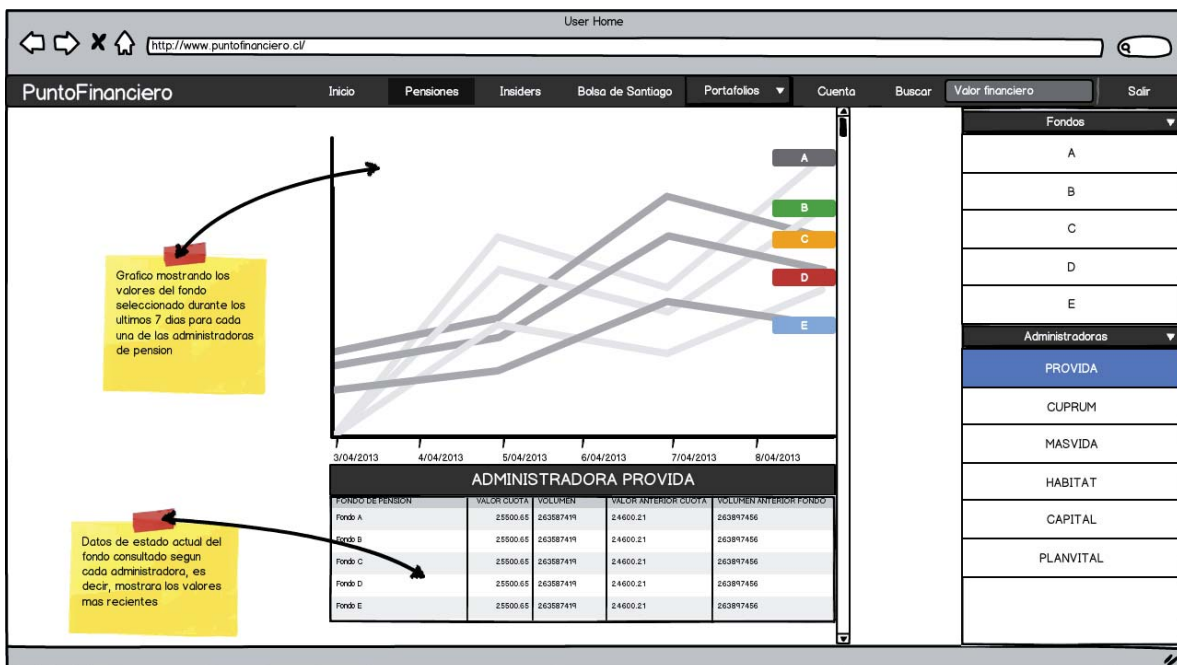 User Home
http://www.puntofinanciero.cl/
PuntoFinanciero
Inicio
Pensiones
Insiders
Bolsa de Santiago
Portafolios
Cuenta
Buscar
Valor financiero
Salir
Grafico mostrando los
valores del fondo
seleccionado durante los
ultimos 7 dias para cada
una de las administradoras
de pension
A
B
C
D
E
3/04/2013
4/04/2013
5/04/2013
6/04/2013
7/04/2013
8/04/2013
ADMINISTRADORA PROVIDA
FONDO DE PENSION VALOR CUOTA VOLUMEN VALOR ANTERIOR CUOTA VOLUMEN ANTERIOR FONDO
Fondo A 25500.65 263587419 24600.21 263897456
Fondo B 25500.65 263587419 24600.21 263897456
Fondo C 25500.65 263587419 24600.21 263897456
Fondo D 25500.65 263587419 24600.21 263897456
Fondo E 25500.65 263587419 24600.21 263897456
Datos de estado actual del
fondo consultado segun
cada administradora, es
decir, mostrara los valores
mas recientes
Fondos
A
B
C
D
E
Administradoras
PROVIDA
CUPRUM
MASVIDA
HABITAT
CAPITAL
PLANVITAL